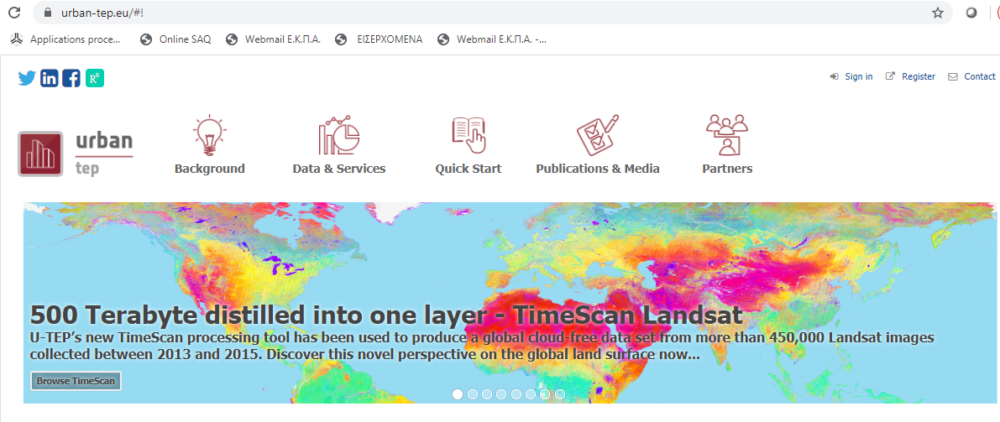 urban-tep.eu/#!
Applications proce... Online SAQ Webmail Ε.Κ.Π.Α. ΕΙΣΕΡΧΟΜΕΝΑ Webmail Ε.Κ.Π.Α. -...
in f R⁶ Sign in Register Contact
urban
tep
Background Data & Services Quick Start Publications & Media Partners
500 Terabyte distilled into one layer - TimeScan Landsat
U-TEP’s new TimeScan processing tool has been used to produce a global cloud-free data set from more than 450,000 Landsat images
collected between 2013 and 2015. Discover this novel perspective on the global land surface now...
Browse TimeScan